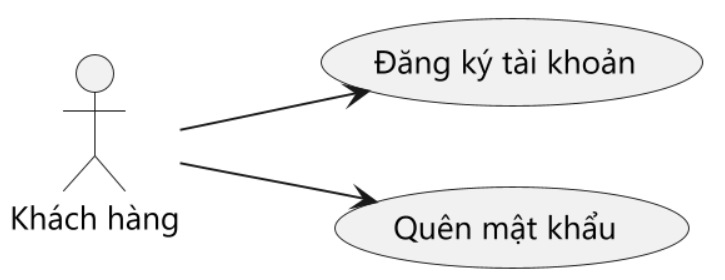 Đăng ký tài khoản
Khách hàng
Quên mật khẩu